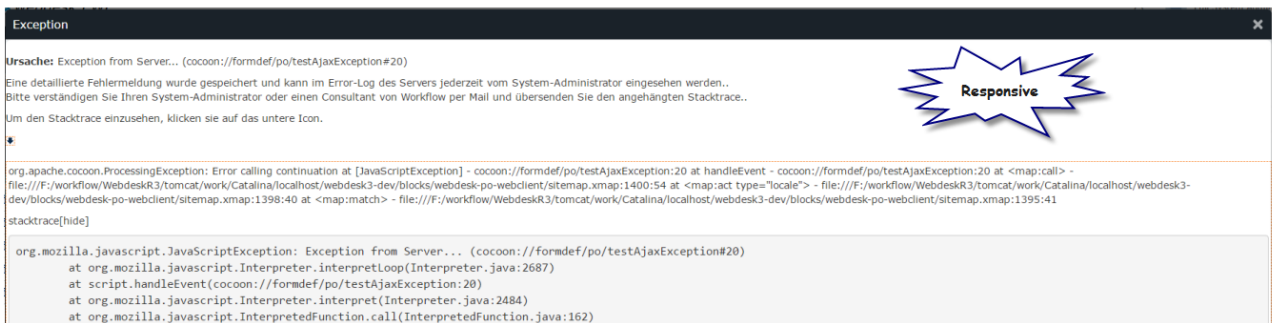 Exception
Ursache: Exception from Server... (cocoon://formdef/po/testAjaxException#20)
Eine detaillierte Fehlermeldung wurde gespeichert und kann im Error-Log des Servers jederzeit vom System-Administrator eingesehen werden..
Bitte verständigen Sie Ihren System-Administrator oder einen Consultant von Workflow per Mail und übersenden Sie den angehängten Stacktrace..
Responsive
Um den Stacktrace einzusehen, klicken sie auf das untere Icon.
org.apache.cocoon.ProcessingException: Error calling continuation at [JavaScriptException] - cocoon://formdef/po/testAjaxException:20 at handleEvent - cocoon://formdef/po/testAjaxException:20 at <map:call> -
file:///F:/workflow/WebdeskR3/tomcat/work/Catalina/localhost/webdesk3-dev/blocks/webdesk-po-webclient/sitemap.xmap:1400:54 at <map:act type="locale"> - file:///F:/workflow/WebdeskR3/tomcat/work/Catalina/localhost/webdesk3-
dev/blocks/webdesk-po-webclient/sitemap.xmap:1398:40 at <map:match> - file:///F:/workflow/WebdeskR3/tomcat/work/Catalina/localhost/webdesk3-dev/blocks/webdesk-po-webclient/sitemap.xmap:1395:41
stacktrace[hide]
org.mozilla.javascript.JavaScriptException: Exception from Server... (cocoon://formdef/po/testAjaxException#20)
at org.mozilla.javascript.Interpreter.interpretLoop(Interpreter.java:2687)
at script.handleEvent(cocoon://formdef/po/testAjaxException:20)
at org.mozilla.javascript.Interpreter.interpret(Interpreter.java:2484)
at org.mozilla.javascript.InterpretedFunction.call(InterpretedFunction.java:162)